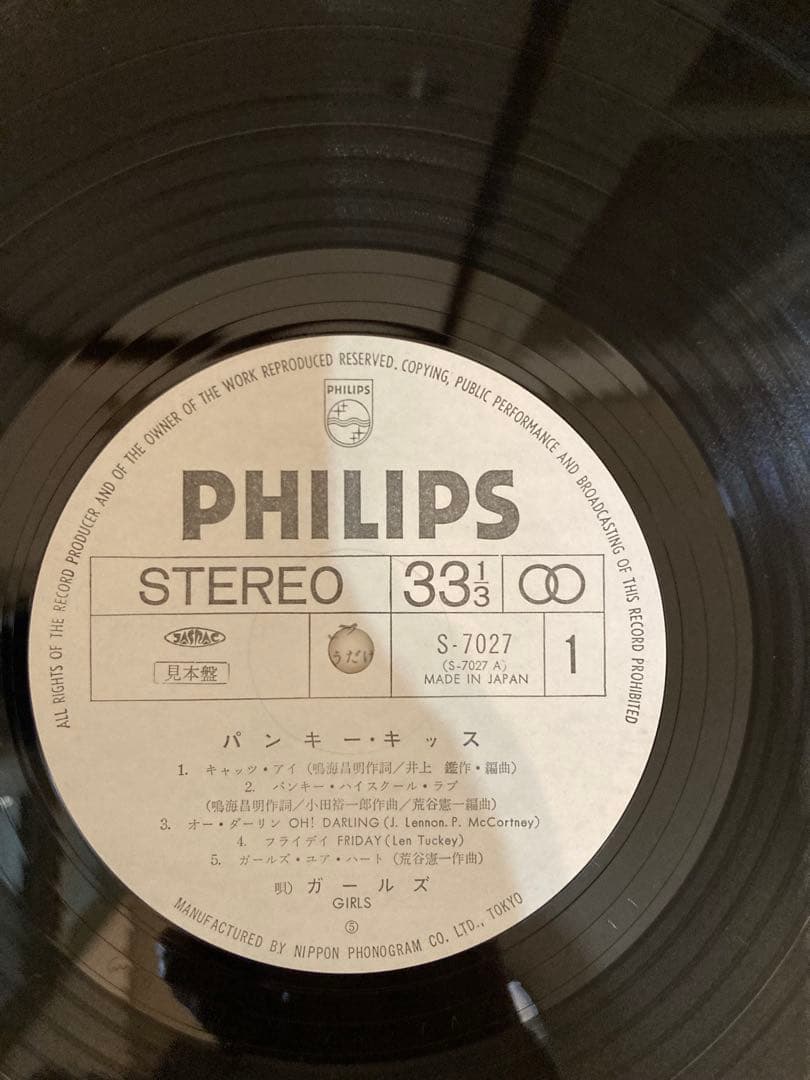 ALL RIGHTS OF THE RECORD PRODUCER AND OF THE OWNER OF THE WORK REPRODUCED RESERVED. COPYING, PUBLIC PERFORMANCE AND BROADCASTING OF THIS RECORD PROHIBITED
PHILIPS
PHILIPS
STEREO 33 1/3
JASRAC
見本盤
S-7027
(S-7027 A)
MADE IN JAPAN
1
パンキー・キッス
1. キャッツ・アイ (鳴海昌明作詞/井上 鑑作・編曲)
2. パンキー・ハイスクール・ラブ
(鳴海昌明作詞/小田裕一郎作曲/荒谷憲一編曲)
3. オー・ダーリン OH! DARLING (J. Lennon. P. McCortney)
4. フライデイ FRIDAY (Len Tuckey)
5. ガールズ・ユア・ハート (荒谷憲一作曲)
唄) ガールズ
GIRLS
⑤
MANUFACTURED BY NIPPON PHONOGRAM CO. LTD., TOKYO